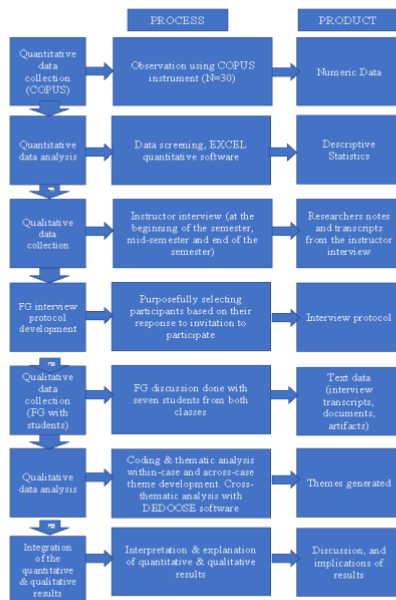 PROCESS
PRODUCT
Quantitative
data
collection
(COPUS)
Observation using COPUS
instrument (N=30)
Numeric Data
Quantitative
data analysis
Data screening, EXCEL
quantitative software
Descriptive
Statistics
Qualitative
data
collection
Instructor interview (at the
beginning of the semester,
mid-semester and end of the
semester)
Researchers notes
and transcripts
from the instructor
interview
FG interview
protocol
development
Purposefully selecting
participants based on their
response to invitation to
participate
Interview protocol
Qualitative
data
collection
(FG with
students)
FG discussion done with
seven students from both
classes
Text data
(interview
transcripts,
documents,
artifacts)
Qualitative
data analysis
Coding & thematic analysis
within-case and across-case
theme development. Cross-
thematic analysis with
DEDOOSE software
Themes generated
Integration
of the
quantitative
& qualitative
results
Interpretation & explanation
of quantitative & qualitative
results
Discussion, and
implications of
results